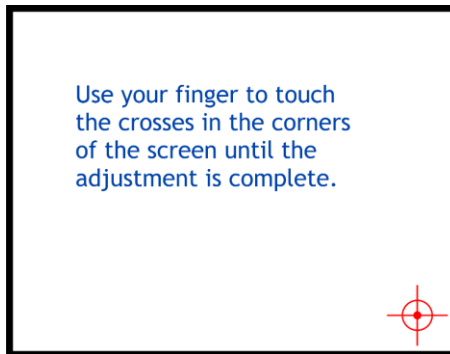 Use your finger to touch
the crosses in the corners
of the screen until the
adjustment is complete.